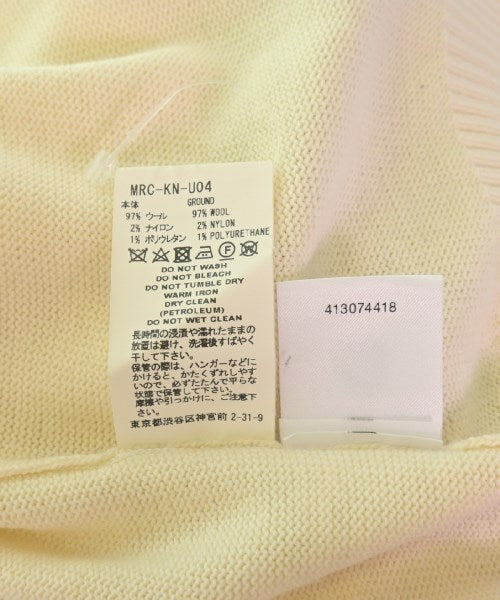 MRC-KN-U04
本体 GROUND
97% ウール 97% WOOL
2% ナイロン 2% NYLON
1% ポリウレタン 1% POLYURETHANE
DO NOT WASH
DO NOT BLEACH
DO NOT TUMBLE DRY
WARM IRON
DRY CLEAN
(PETROLEUM)
DO NOT WET CLEAN
長時間の浸漬や濡れたままの
放置は避け、洗濯後すばやく
干して下さい。
保管の際は、ハンガーなどに
かけると、かたくずれしやす
いので、必ずたたんで平らな
状態で保管して下さい。
摩擦や引っかけに、ご注意下
さい。
東京都渋谷区神宮前 2-31-9
413074418